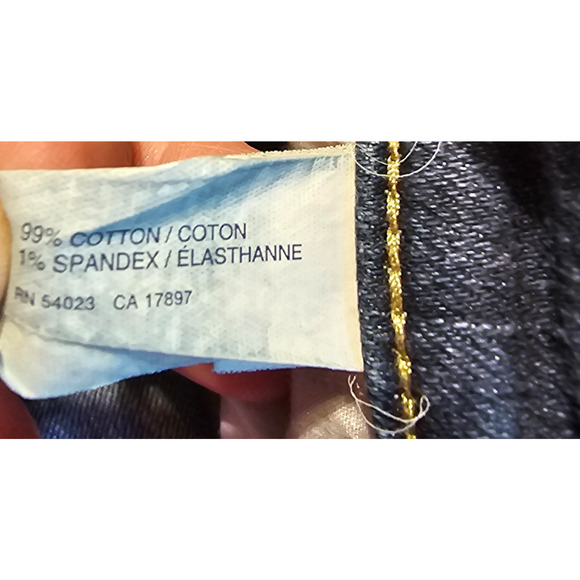 99% COTTON / COTON
1% SPANDEX / ÉLASTHANNE
RN 54023 CA 17897